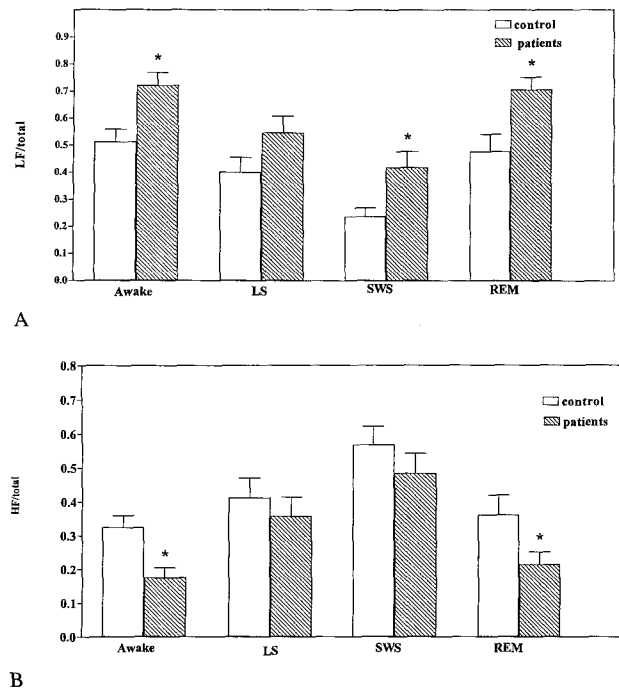 control
patients
LF/total
0.9
0.8
0.7
0.6
0.5
0.4
0.3
0.2
0.1
0.0
*
*
*
Awake LS SWS REM
A
control
patients
HF/total
0.8
0.7
0.6
0.5
0.4
0.3
0.2
0.1
0.0
*
*
Awake LS SWS REM
B